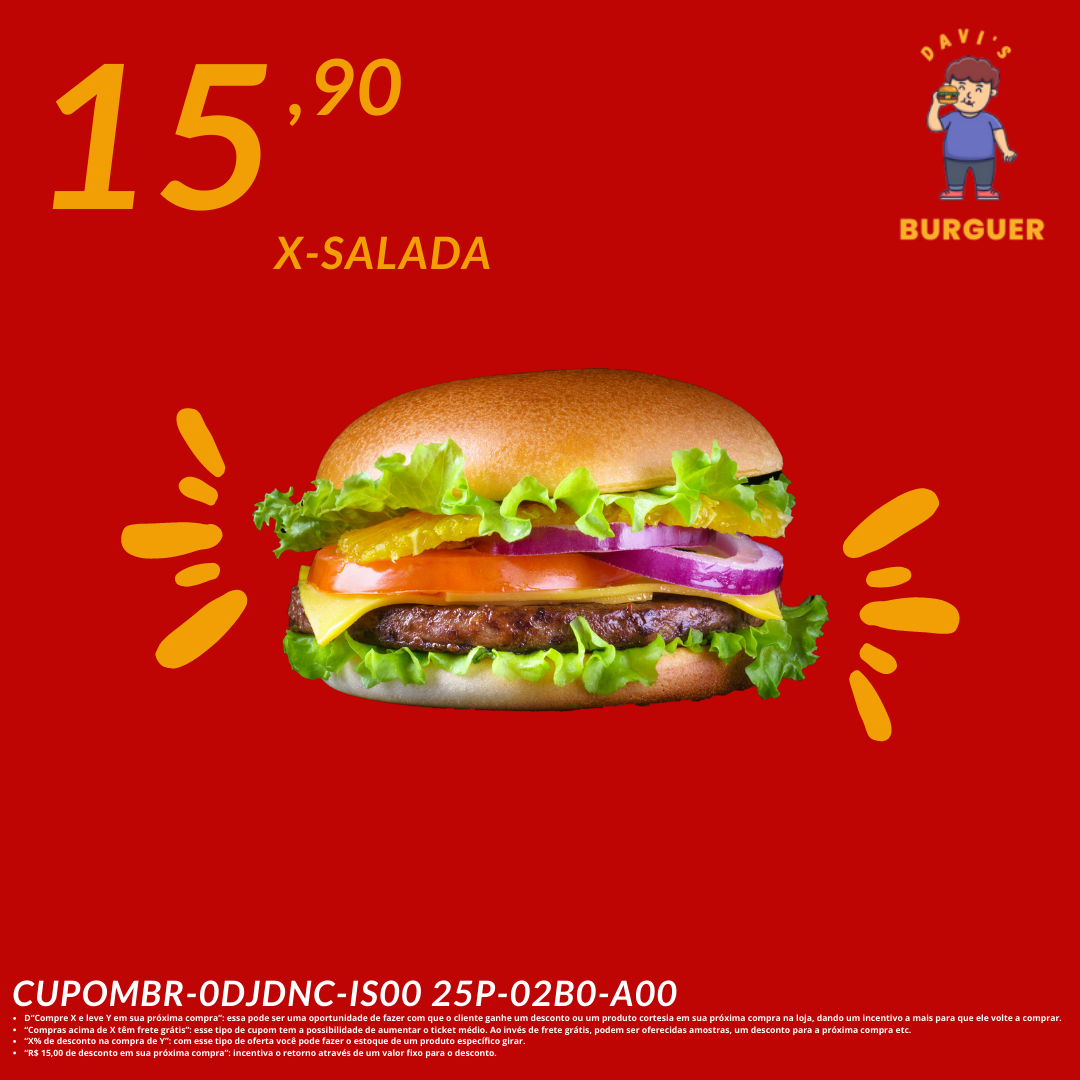 15,90
DAVI'S
BURGUER
X-SALADA
CUPOMBR-0DJDNC-IS00 25P-02B0-A00
• D"Compre X e leve Y em sua próxima compra": essa pode ser uma oportunidade de fazer com que o cliente ganhe um desconto ou um produto cortesia em sua próxima compra na loja, dando um incentivo a mais para que ele volte a comprar.
• "Compras acima de X têm frete grátis": esse tipo de cupom tem a possibilidade de aumentar o ticket médio. Ao invés de frete grátis, podem ser oferecidas amostras, um desconto para a próxima compra etc.
• "X% de desconto na compra de Y": com esse tipo de oferta você pode fazer o estoque de um produto específico girar.
• "R$ 15,00 de desconto em sua próxima compra": incentiva o retorno através de um valor fixo para o desconto.